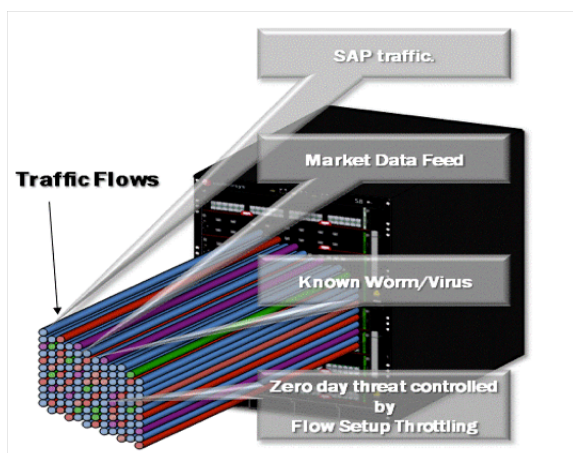 SAP traffic.
Market Data Feed
Traffic Flows
Known Worm/Virus
Zero day threat controlled
by
Flow Setup Throttling